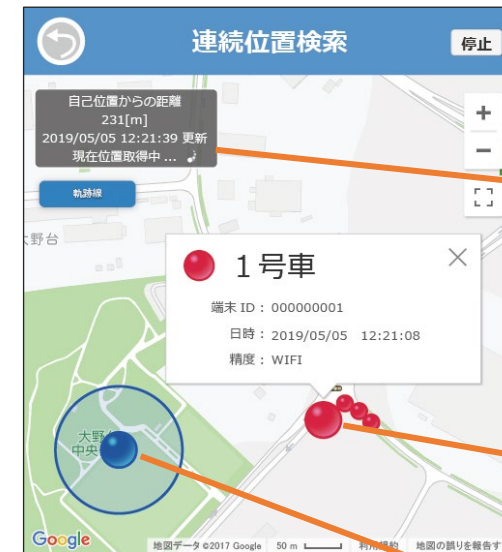 連続位置検索
停止
自己位置からの距離
231[m]
2019/05/05 12:21:39 更新
現在位置取得中 ...
軌跡線
大野台
1号車
端末 ID : 000000001
日時 : 2019/05/05 12:21:08
精度 : WIFI
大野台
中央
Google
地図データ ©2017 Google
50 m
利用規約
地図の誤りを報告す